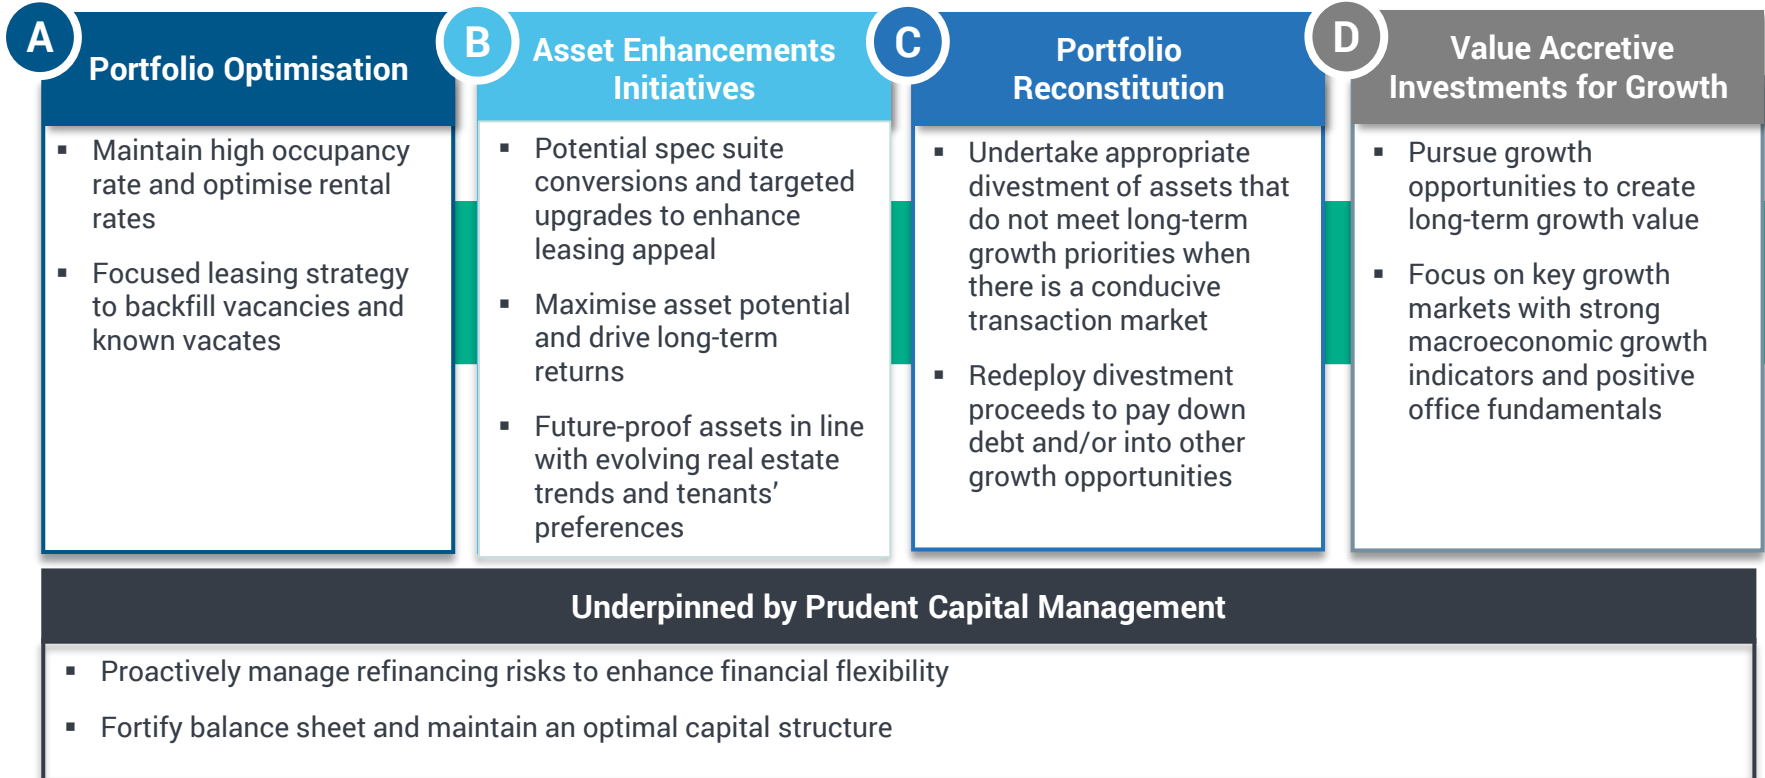 A
Portfolio Optimisation
▪ Maintain high occupancy
rate and optimise rental
rates
▪ Focused leasing strategy
to backfill vacancies and
known vacates
B
Asset Enhancements
Initiatives
▪ Potential spec suite
conversions and targeted
upgrades to enhance
leasing appeal
▪ Maximise asset potential
and drive long-term
returns
▪ Future-proof assets in line
with evolving real estate
trends and tenants’
preferences
C
Portfolio
Reconstitution
▪ Undertake appropriate
divestment of assets that
do not meet long-term
growth priorities when
there is a conducive
transaction market
▪ Redeploy divestment
proceeds to pay down
debt and/or into other
growth opportunities
D
Value Accretive
Investments for Growth
▪ Pursue growth
opportunities to create
long-term growth value
▪ Focus on key growth
markets with strong
macroeconomic growth
indicators and positive
office fundamentals
Underpinned by Prudent Capital Management
▪ Proactively manage refinancing risks to enhance financial flexibility
▪ Fortify balance sheet and maintain an optimal capital structure